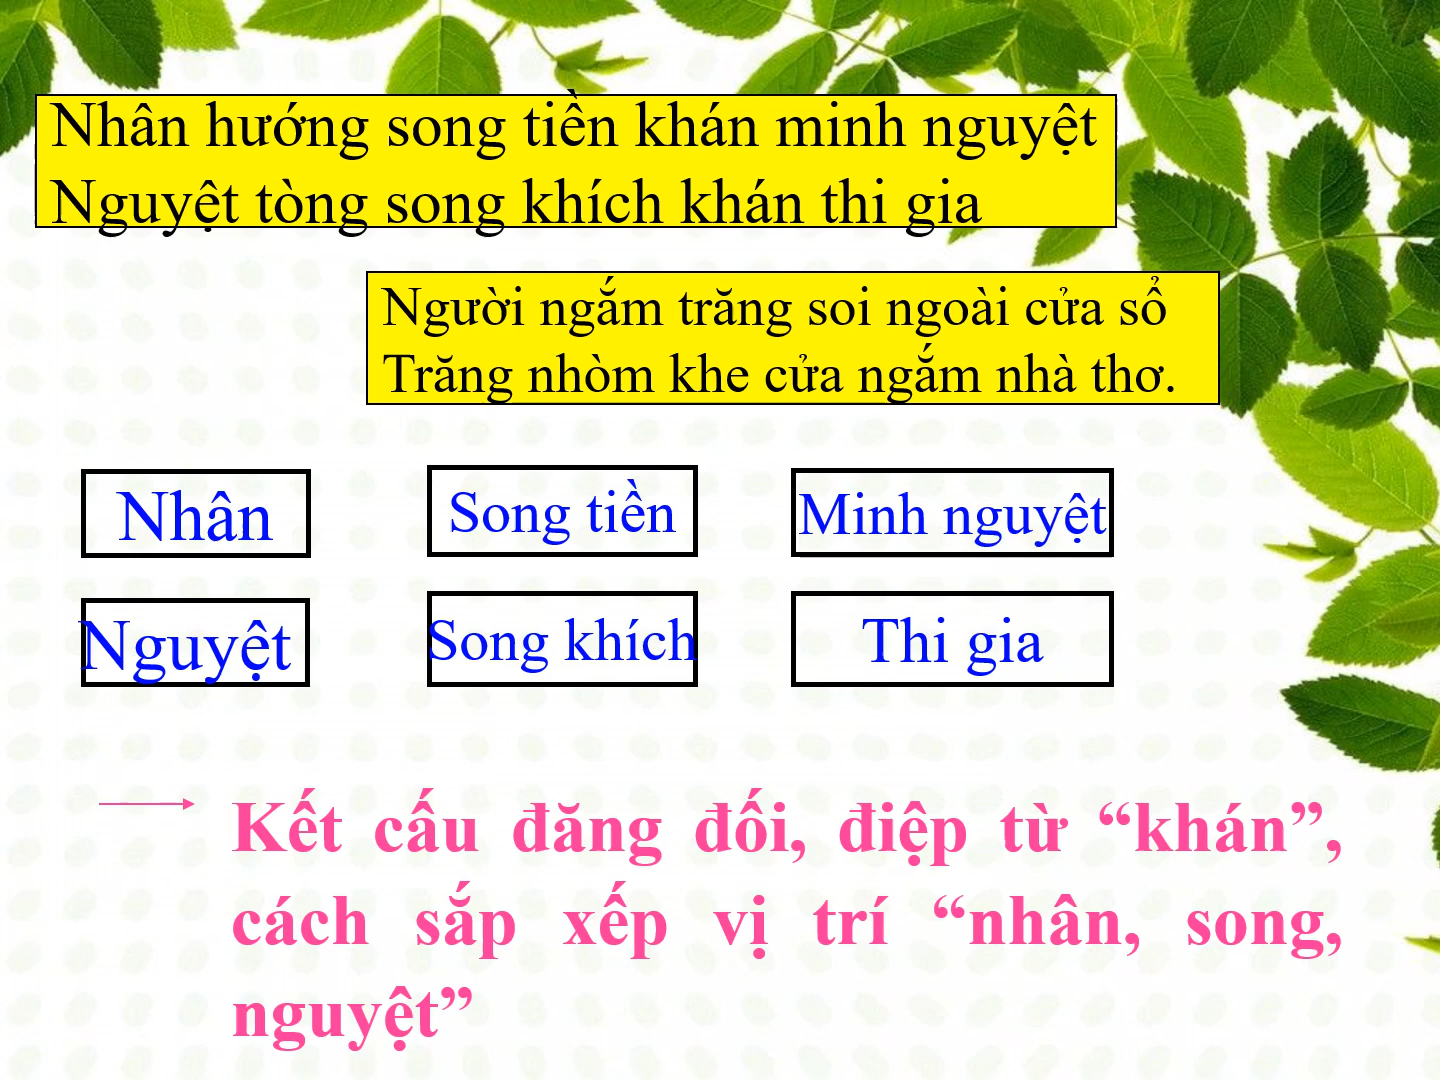 Nhân hướng song tiền khán minh nguyệt
Nguyệt tòng song khích khán thi gia
Người ngắm trăng soi ngoài cửa sổ
Trăng nhòm khe cửa ngắm nhà thơ.
Nhân
Song tiền
Minh nguyệt
Nguyệt
Song khích
Thi gia
Kết cấu đăng đối, điệp từ “khán”,
cách sắp xếp vị trí “nhân, song,
nguyệt”